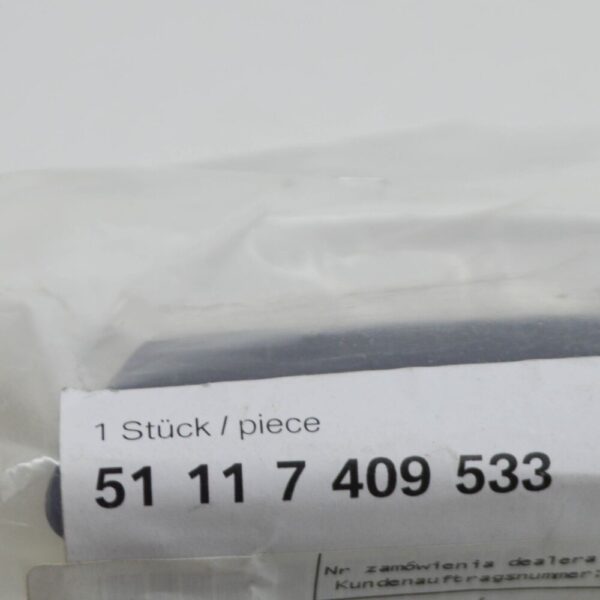 1 Stück / piece
51 11 7 409 533
Nr zamówienia dealera
Kundenauftragsnummer: